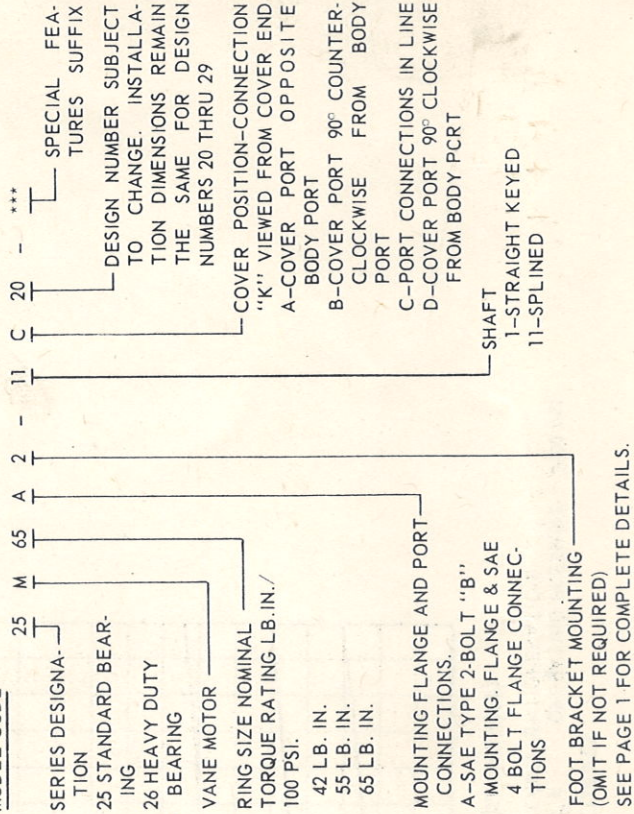 25 M 65 A 2 - 11 C 20 - ***
SERIES DESIGNA-
TION
25 STANDARD BEAR-
ING
26 HEAVY DUTY
BEARING
VANE MOTOR
RING SIZE NOMINAL
TORQUE RATING LB.IN./
100 PSI.
42 LB. IN.
55 LB. IN.
65 LB. IN.
MOUNTING FLANGE AND PORT
CONNECTIONS.
A-SAE TYPE 2-BOLT "B"
MOUNTING. FLANGE & SAE
4 BOLT FLANGE CONNEC-
TIONS
FOOT BRACKET MOUNTING
(OMIT IF NOT REQUIRED)
SEE PAGE 1 FOR COMPLETE DETAILS.
SPECIAL FEA-
TURES SUFFIX
DESIGN NUMBER SUBJECT
TO CHANGE. INSTALLA-
TION DIMENSIONS REMAIN
THE SAME FOR DESIGN
NUMBERS 20 THRU 29
COVER POSITION-CONNECTION
"K" VIEWED FROM COVER END
A-COVER PORT OPPOSITE
BODY PORT
B-COVER PORT 90° COUNTER-
CLOCKWISE FROM BODY
PORT
C-PORT CONNECTIONS IN LINE
D-COVER PORT 90° CLOCKWISE
FROM BODY PCRT
SHAFT
1-STRAIGHT KEYED
11-SPLINED